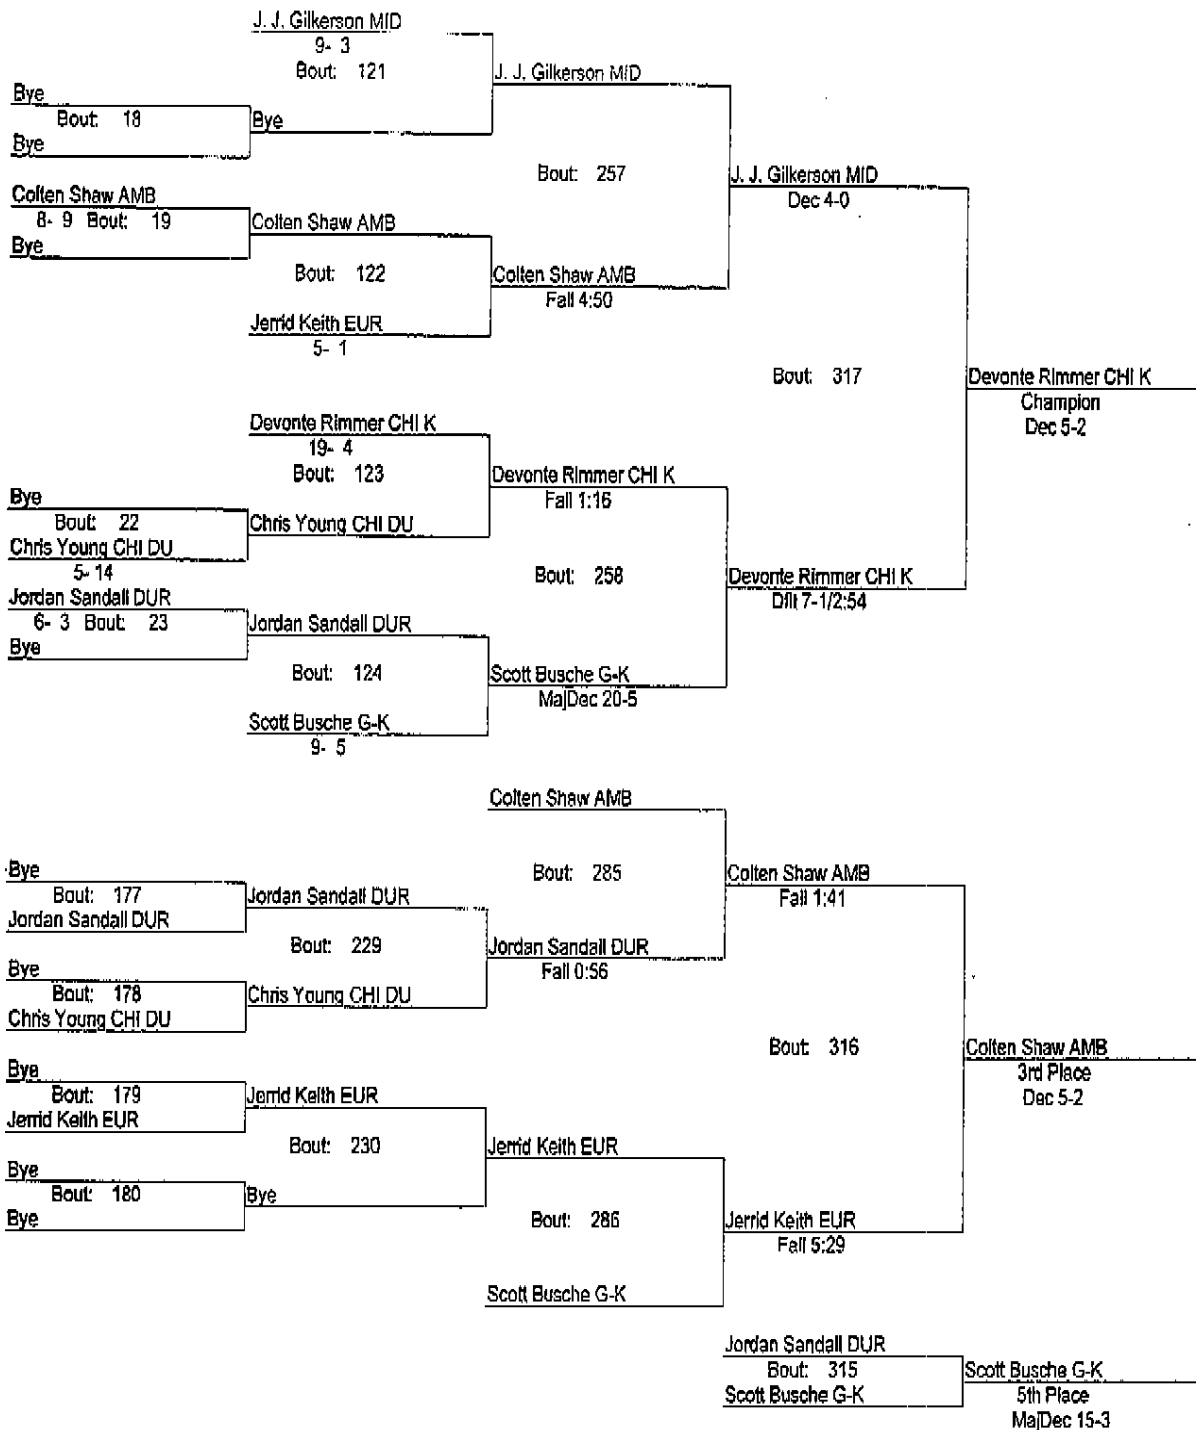 J. J. Gilkerson MID
9- 3
Bout: 121
J. J. Gilkerson MID
Bye
Bout: 18
Bye
Bye
Bout: 257
J. J. Gilkerson MID
Dec 4-0
Colten Shaw AMB
8- 9 Bout: 19
Bye
Colten Shaw AMB
Bout: 122
Colten Shaw AMB
Fall 4:50
Jerrid Keith EUR
5- 1
Bout: 317
Devonte Rimmer CHI K
Champion
Dec 5-2
Devonte Rimmer CHI K
19- 4
Bout: 123
Devonte Rimmer CHI K
Fall 1:16
Bye
Bout: 22
Chris Young CHI DU
5- 14
Chris Young CHI DU
Bout: 258
Devonte Rimmer CHI K
Dflt 7-1/2:54
Jordan Sandall DUR
6- 3 Bout: 23
Bye
Jordan Sandall DUR
Bout: 124
Scott Busche G-K
MajDec 20-5
Scott Busche G-K
9- 5
Colten Shaw AMB
Bout: 285
Colten Shaw AMB
Fall 1:41
Bye
Bout: 177
Jordan Sandall DUR
Jordan Sandall DUR
Bout: 229
Jordan Sandall DUR
Fall 0:56
Bye
Bout: 178
Chris Young CHI DU
Chris Young CHI DU
Bout: 316
Colten Shaw AMB
3rd Place
Dec 5-2
Bye
Bout: 179
Jerrid Keith EUR
Jerrid Keith EUR
Bout: 230
Jerrid Keith EUR
Bye
Bout: 180
Bye
Bye
Bout: 286
Jerrid Keith EUR
Fall 5:29
Scott Busche G-K
Jordan Sandall DUR
Bout: 315
Scott Busche G-K
Scott Busche G-K
5th Place
MajDec 15-3